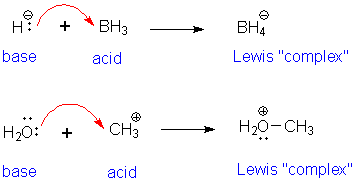 H:⊖ + BH₃ → BH₄⊖
base acid Lewis "complex"
H₂O: + CH₃⊕ → H₂O⊕–CH₃
base acid Lewis "complex"